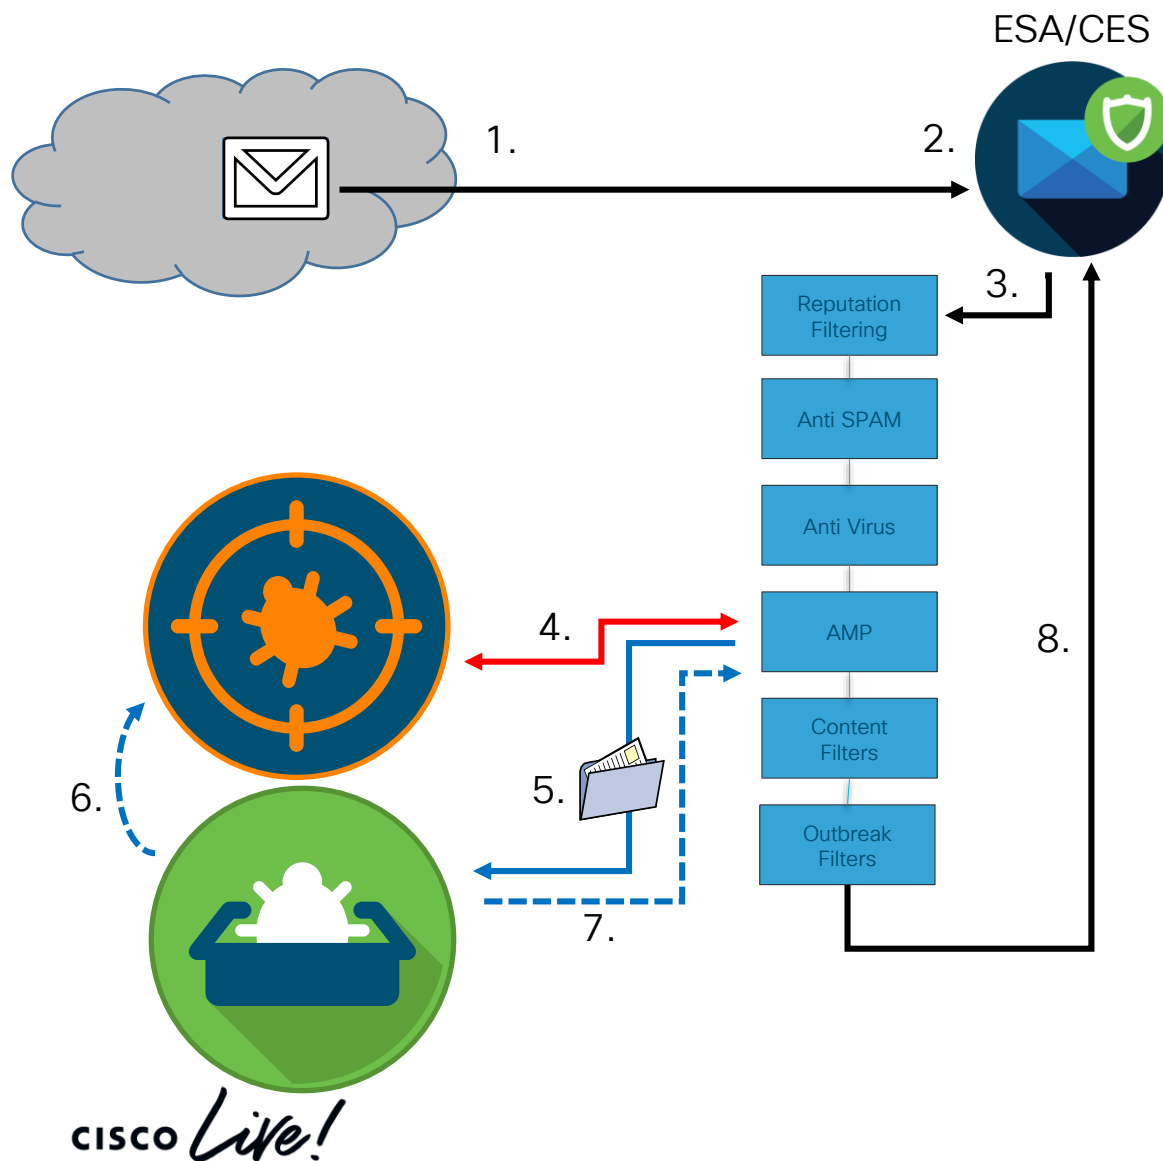 ESA/CES
1.
2.
3.
Reputation
Filtering
Anti SPAM
Anti Virus
4.
AMP
8.
Content
Filters
5.
6.
Outbreak
Filters
7.
CISCO Live!